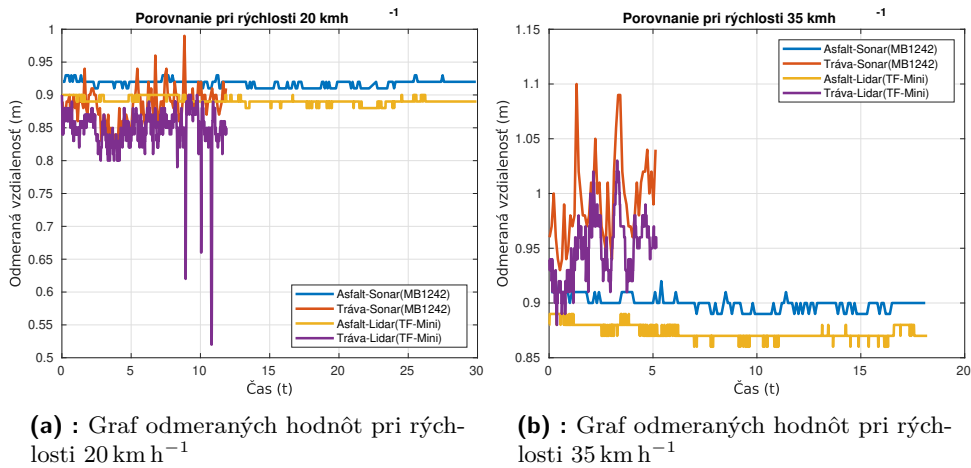 Porovnanie pri rýchlosti 20 kmh -1
Odmeraná vzdialenosť (m)
1
0.95
0.9
0.85
0.8
0.75
0.7
0.65
0.6
0.55
0.5
0 5 10 15 20 25 30
Čas (t)
Asfalt-Sonar(MB1242)
Tráva-Sonar(MB1242)
Asfalt-Lidar(TF-Mini)
Tráva-Lidar(TF-Mini)
(a) : Graf odmeraných hodnôt pri rých-
losti 20 km h−1
Porovnanie pri rýchlosti 35 kmh -1
Odmeraná vzdialenosť (m)
1.15
1.1
1.05
1
0.95
0.9
0.85
0 5 10 15 20
Čas (t)
Asfalt-Sonar(MB1242)
Tráva-Sonar(MB1242)
Asfalt-Lidar(TF-Mini)
Tráva-Lidar(TF-Mini)
(b) : Graf odmeraných hodnôt pri rých-
losti 35 km h−1